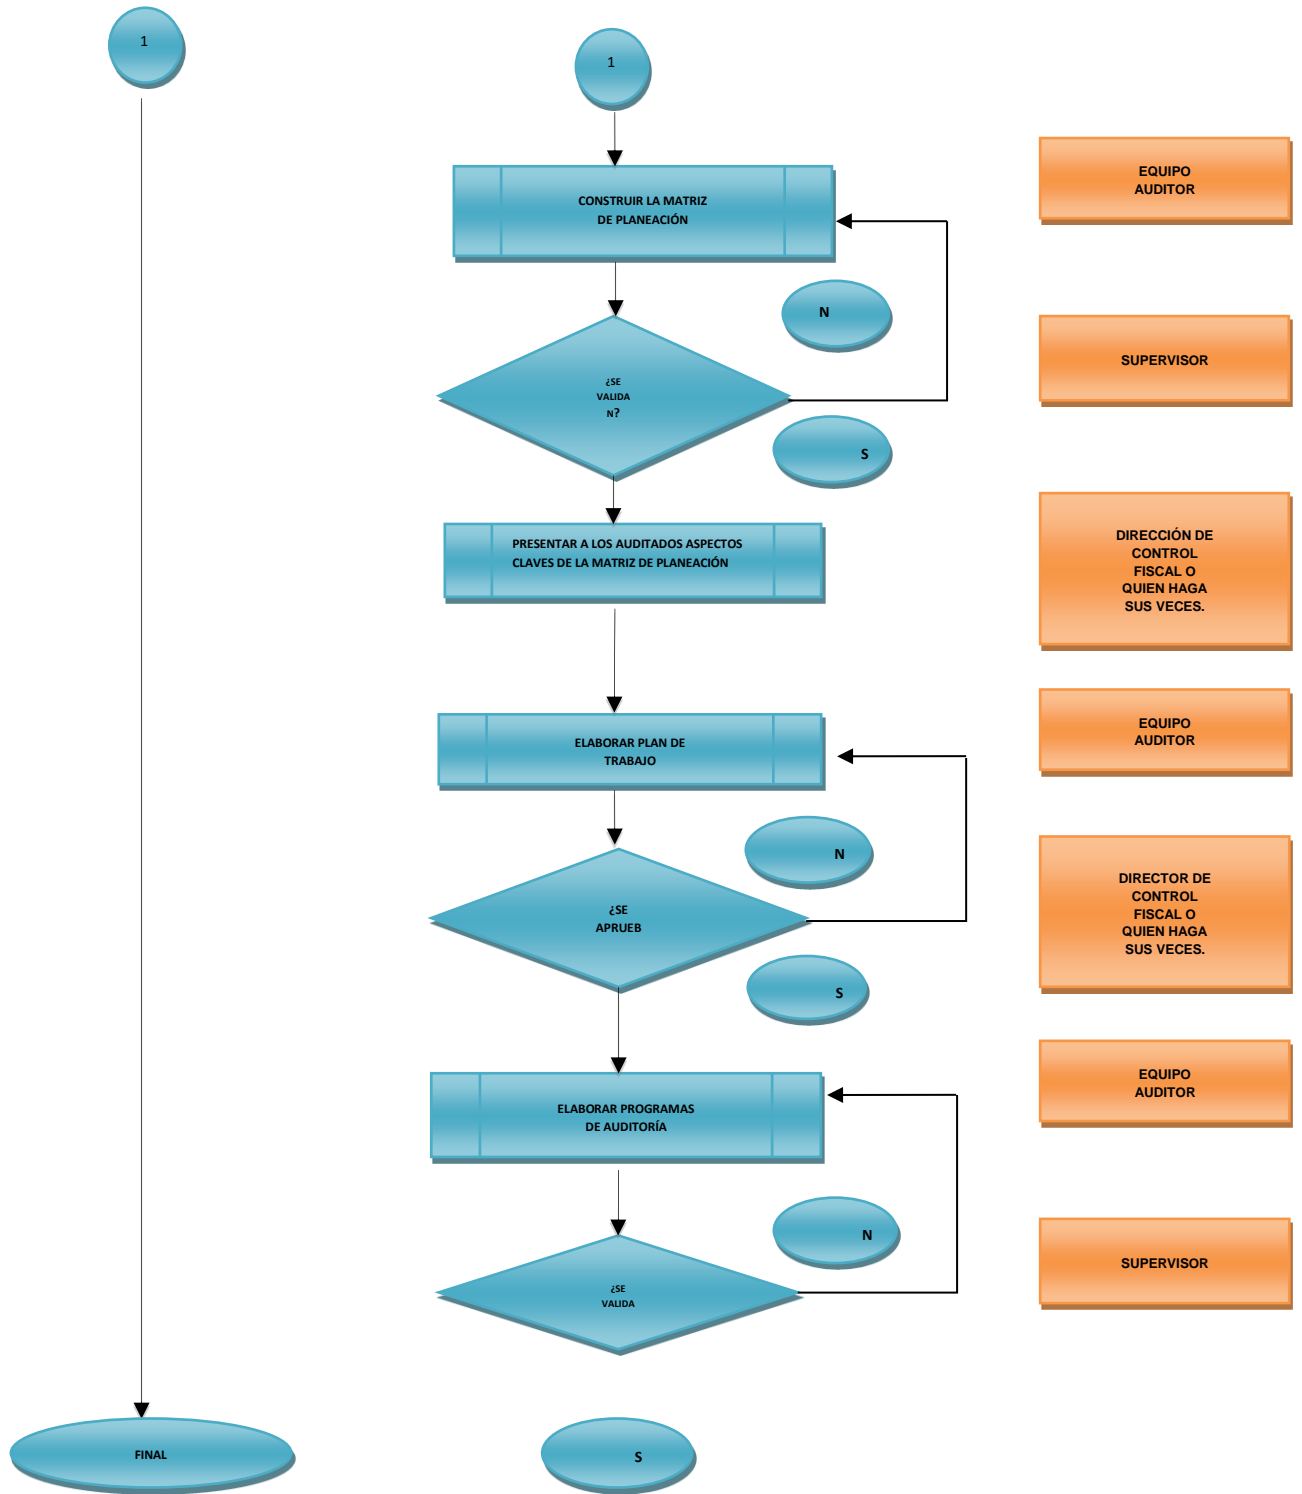 1
1
CONSTRUIR LA MATRIZ
DE PLANEACIÓN
EQUIPO
AUDITOR
N
¿SE
VALIDA
N?
SUPERVISOR
S
PRESENTAR A LOS AUDITADOS ASPECTOS
CLAVES DE LA MATRIZ DE PLANEACIÓN
DIRECCIÓN DE
CONTROL
FISCAL O
QUIEN HAGA
SUS VECES.
ELABORAR PLAN DE
TRABAJO
EQUIPO
AUDITOR
N
¿SE
APRUEB
DIRECTOR DE
CONTROL
FISCAL O
QUIEN HAGA
SUS VECES.
S
ELABORAR PROGRAMAS
DE AUDITORÍA
EQUIPO
AUDITOR
N
¿SE
VALIDA
SUPERVISOR
FINAL
S